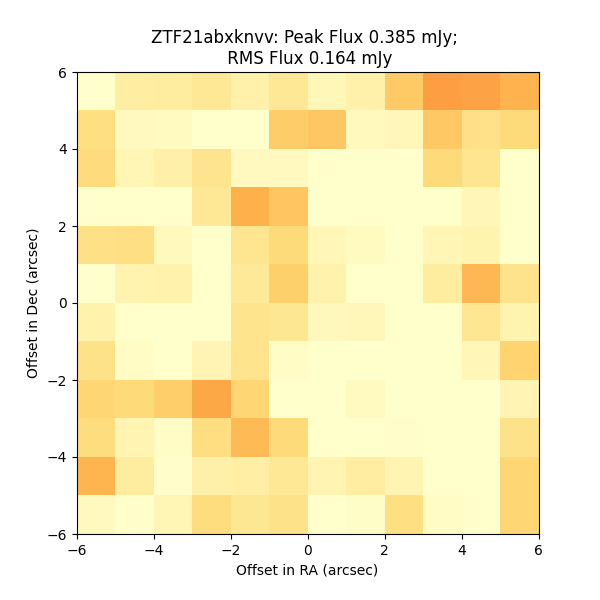 ZTF21abxknvv: Peak Flux 0.385 mJy;
RMS Flux 0.164 mJy
6
4
2
0
−2
−4
−6
Offset in Dec (arcsec)
−6 −4 −2 0 2 4 6
Offset in RA (arcsec)